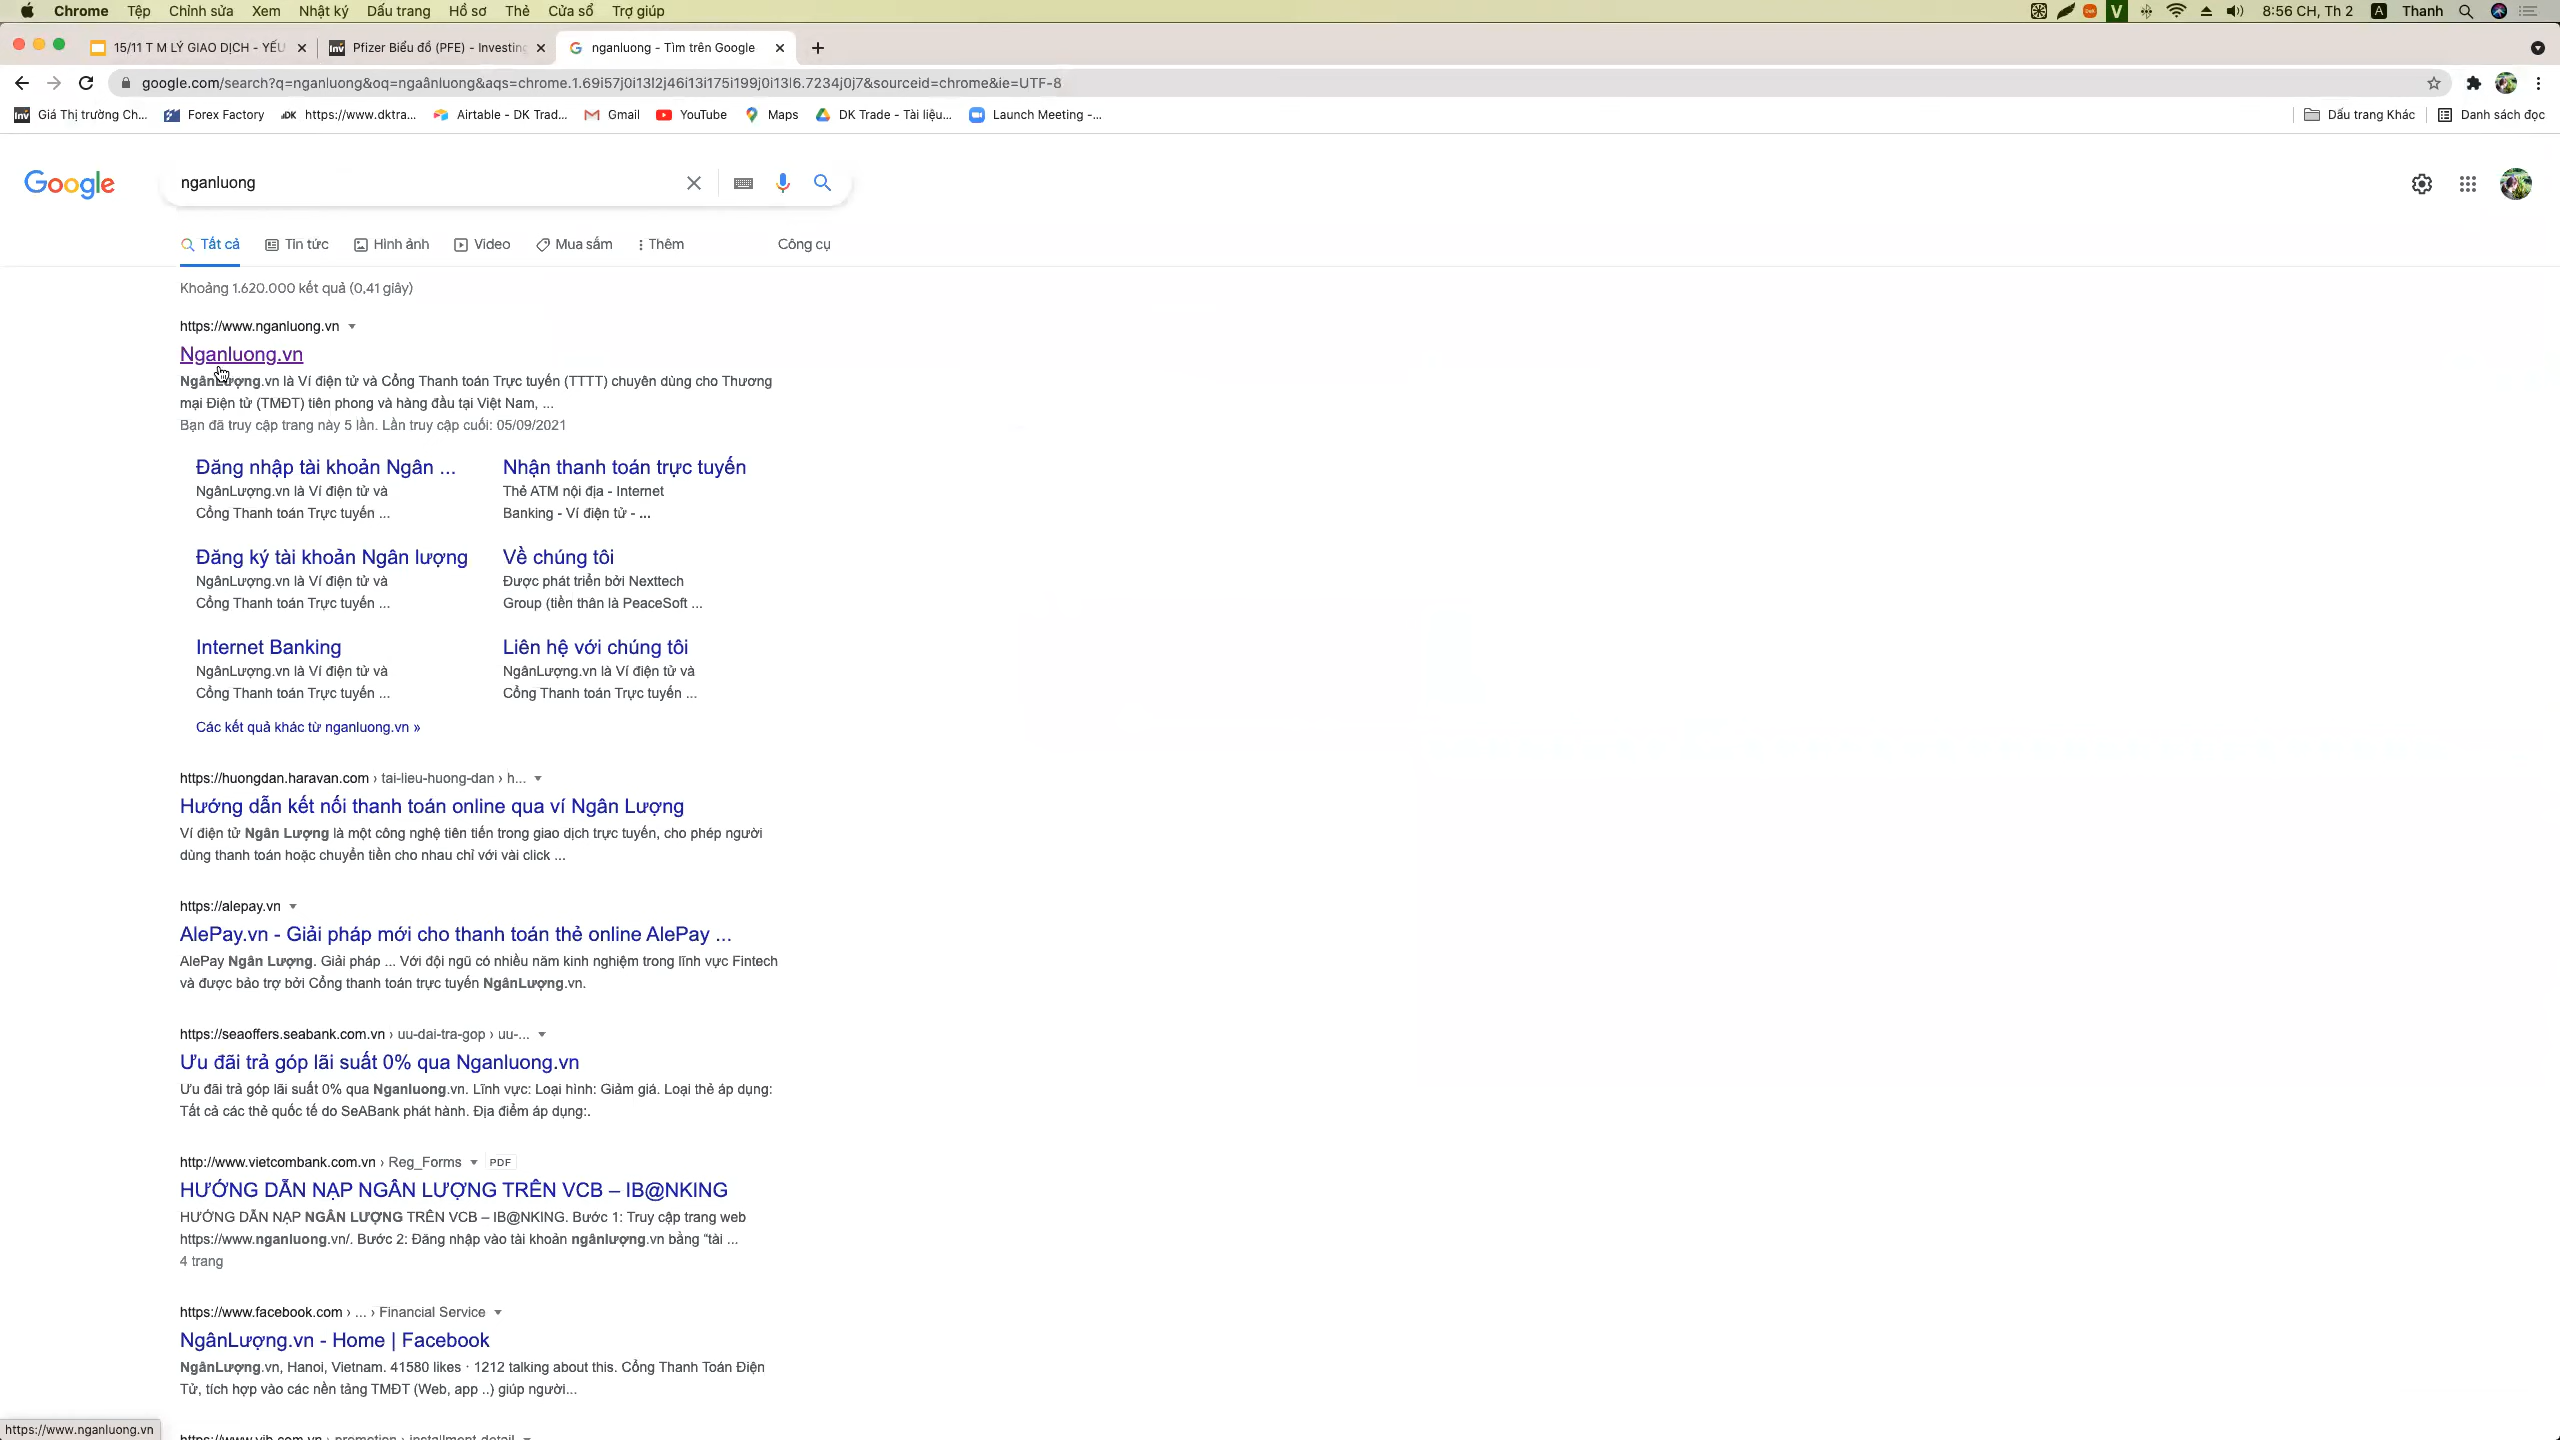 Chrome Tệp Chỉnh sửa Xem Nhật ký Dấu trang Hồ sơ Thẻ Cửa sổ Trợ giúp V 8:56 CH, Th 2 A Thanh
15/11 T M LÝ GIAO DỊCH - YẾU Inv Pfizer Biểu đồ (PFE) - Investing nganluong - Tìm trên Google
google.com/search?q=nganluong&oq=ngaânluong&aqs=chrome.1.69i57j0i13l2j46i13i175i199j0i13l6.7234j0j7&sourceid=chrome&ie=UTF-8
Inv Giá Thị trường Ch... Forex Factory DK https://www.dktra... Airtable - DK Trad... Gmail YouTube Maps DK Trade - Tài liệu... Launch Meeting -... Dấu trang Khác Danh sách đọc
Google nganluong
Tất cả Tin tức Hình ảnh Video Mua sắm Thêm Công cụ
Khoảng 1.620.000 kết quả (0,41 giây)
https://www.nganluong.vn
Nganluong.vn
NgânLượng.vn là Ví điện tử và Cổng Thanh toán Trực tuyến (TTTT) chuyên dùng cho Thương
mại Điện tử (TMĐT) tiên phong và hàng đầu tại Việt Nam, ...
Bạn đã truy cập trang này 5 lần. Lần truy cập cuối: 05/09/2021
Đăng nhập tài khoản Ngân ...
NgânLượng.vn là Ví điện tử và
Cổng Thanh toán Trực tuyến ...
Nhận thanh toán trực tuyến
Thẻ ATM nội địa - Internet
Banking - Ví điện tử - ...
Đăng ký tài khoản Ngân lượng
NgânLượng.vn là Ví điện tử và
Cổng Thanh toán Trực tuyến ...
Về chúng tôi
Được phát triển bởi Nexttech
Group (tiền thân là PeaceSoft ...
Internet Banking
NgânLượng.vn là Ví điện tử và
Cổng Thanh toán Trực tuyến ...
Liên hệ với chúng tôi
NgânLượng.vn là Ví điện tử và
Cổng Thanh toán Trực tuyến ...
Các kết quả khác từ nganluong.vn »
https://huongdan.haravan.com › tai-lieu-huong-dan › h...
Hướng dẫn kết nối thanh toán online qua ví Ngân Lượng
Ví điện tử Ngân Lượng là một công nghệ tiên tiến trong giao dịch trực tuyến, cho phép người
dùng thanh toán hoặc chuyển tiền cho nhau chỉ với vài click ...
https://alepay.vn
AlePay.vn - Giải pháp mới cho thanh toán thẻ online AlePay ...
AlePay Ngân Lượng. Giải pháp ... Với đội ngũ có nhiều năm kinh nghiệm trong lĩnh vực Fintech
và được bảo trợ bởi Cổng thanh toán trực tuyến NgânLượng.vn.
https://seaoffers.seabank.com.vn › uu-dai-tra-gop › uu-...
Ưu đãi trả góp lãi suất 0% qua Nganluong.vn
Ưu đãi trả góp lãi suất 0% qua Nganluong.vn. Lĩnh vực: Loại hình: Giảm giá. Loại thẻ áp dụng:
Tất cả các thẻ quốc tế do SeABank phát hành. Địa điểm áp dụng:.
http://www.vietcombank.com.vn › Reg_Forms PDF
HƯỚNG DẪN NẠP NGÂN LƯỢNG TRÊN VCB – IB@NKING
HƯỚNG DẪN NẠP NGÂN LƯỢNG TRÊN VCB – IB@NKING. Bước 1: Truy cập trang web
https://www.nganluong.vn/. Bước 2: Đăng nhập vào tài khoản ngânlượng.vn bằng "tài ...
4 trang
https://www.facebook.com › ... › Financial Service
NgânLượng.vn - Home | Facebook
NgânLượng.vn, Hanoi, Vietnam. 41580 likes · 1212 talking about this. Cổng Thanh Toán Điện
Tử, tích hợp vào các nền tảng TMĐT (Web, app ..) giúp người...
https://www.nganluong.vn
https://www.vib.com.vn › promotion › installment-detail